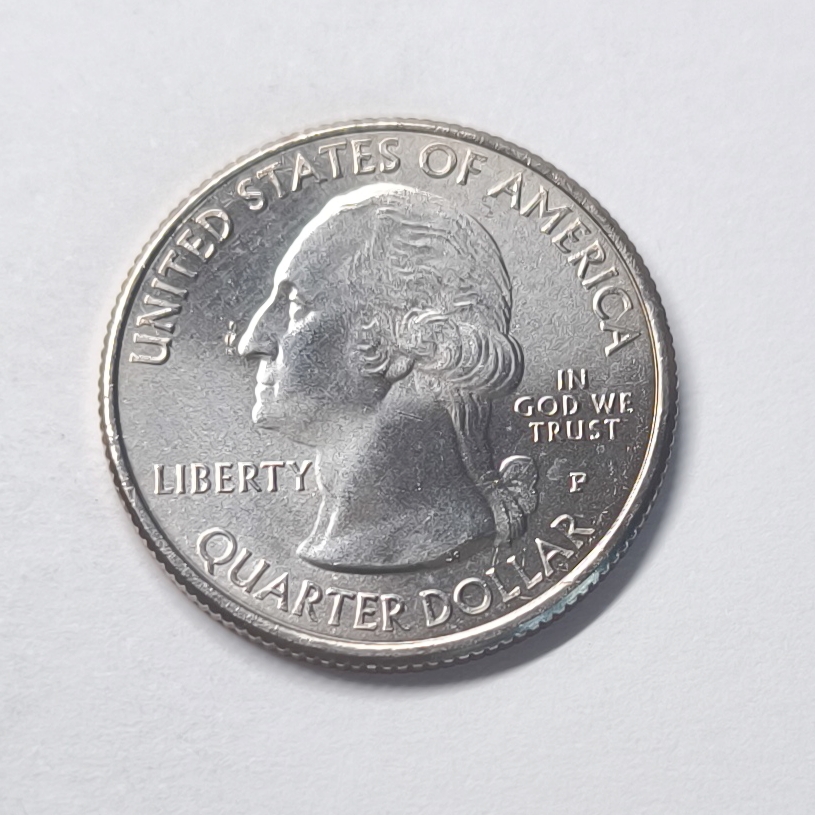 UNITED STATES OF AMERICA
IN
GOD WE
TRUST
LIBERTY
P
QUARTER DOLLAR